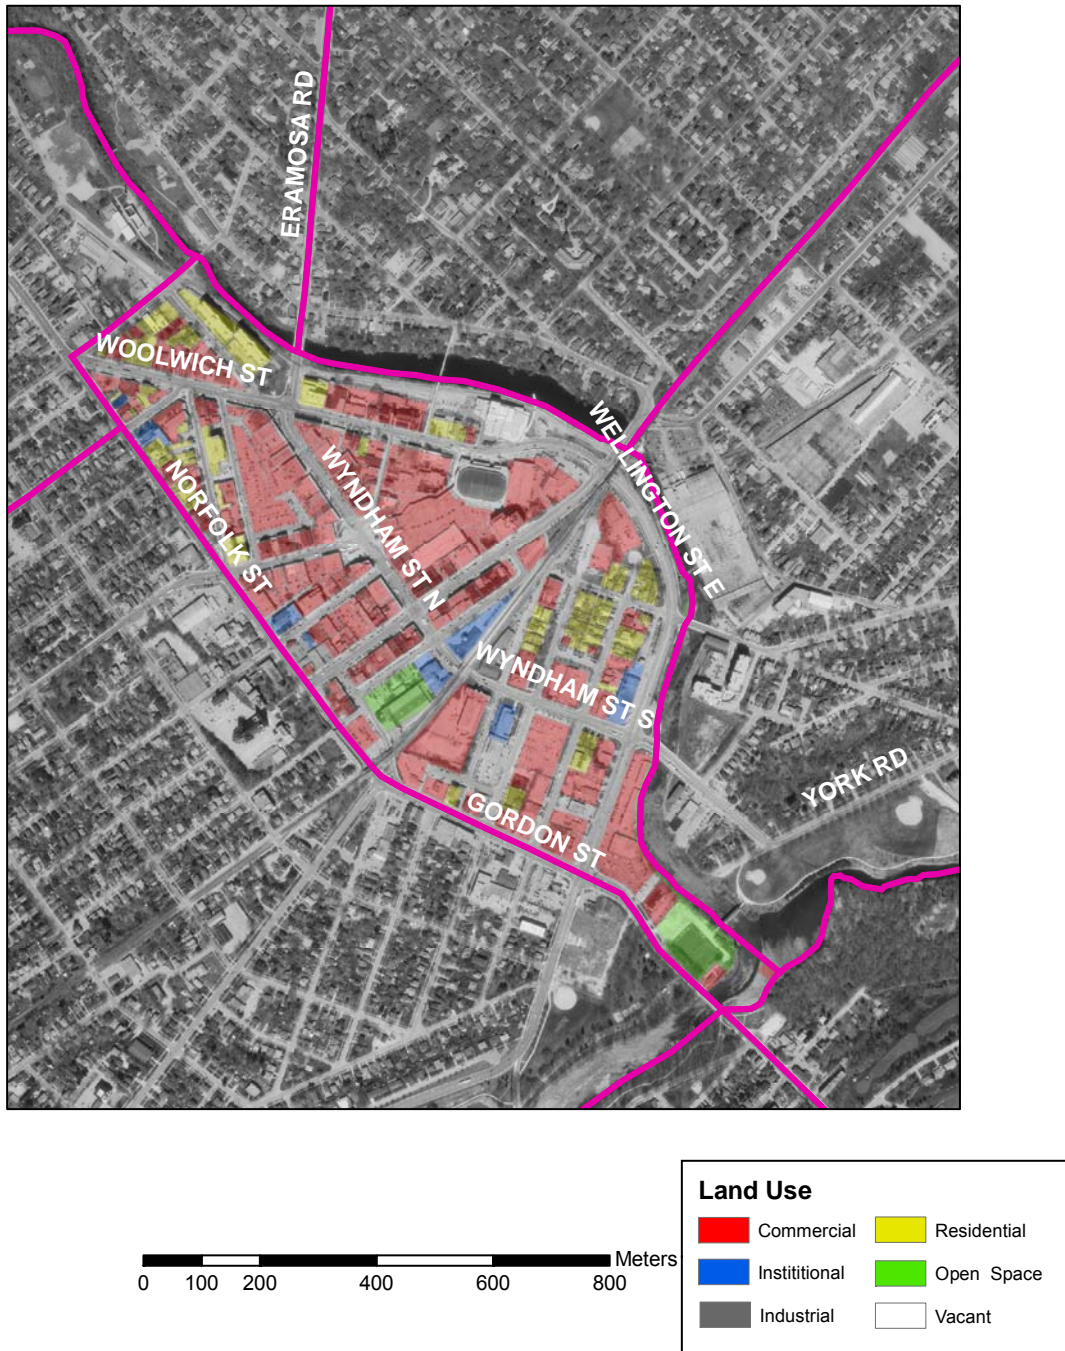 ERAMOSA RD
WOOLWICH ST
WELLINGTON ST E
WYNDHAM ST N
NORFOLK ST
WYNDHAM ST S
YORK RD
GORDON ST
Land Use
Commercial
Residential
Instititional
Open Space
Industrial
Vacant
Meters
0 100 200 400 600 800